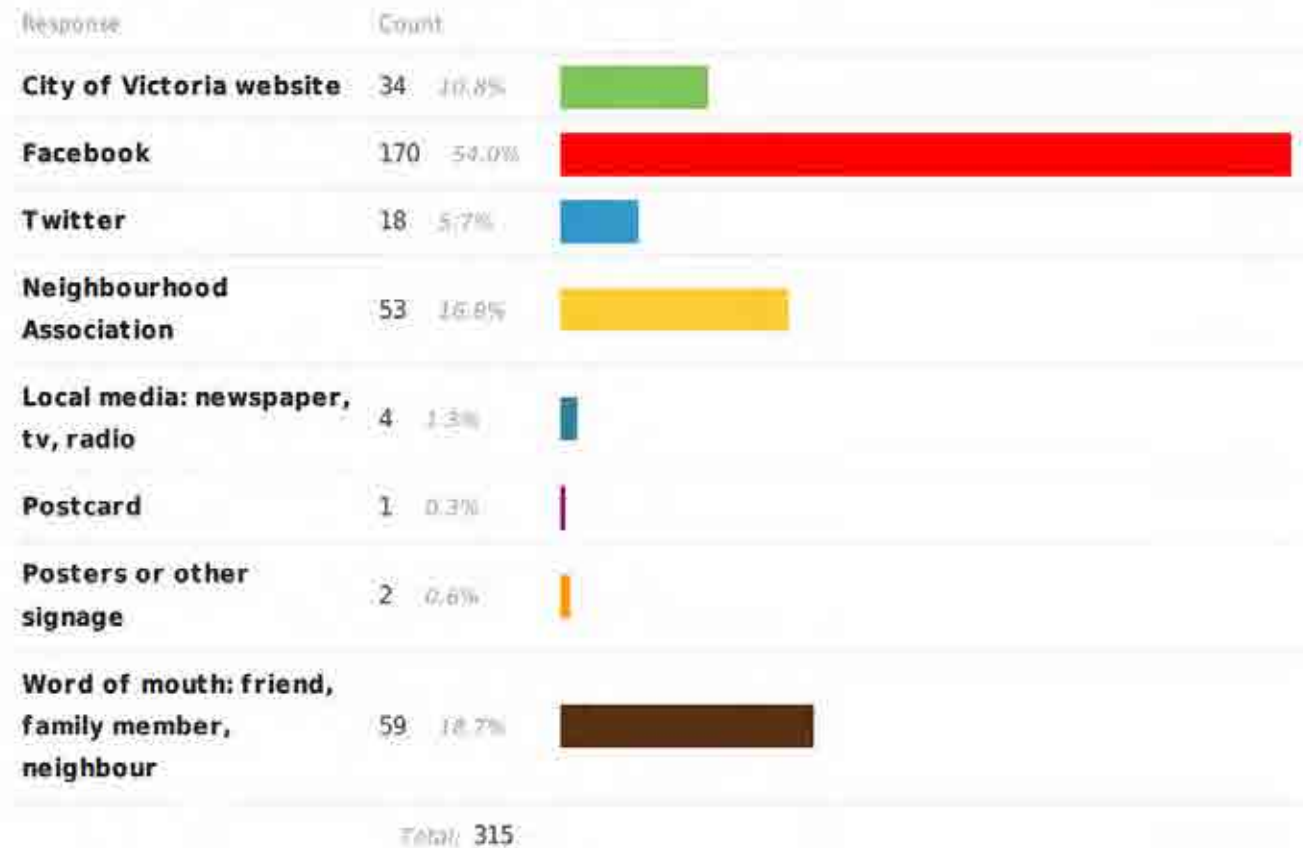 Response Count
City of Victoria website 34 10.8%
Facebook 170 54.0%
Twitter 18 5.7%
Neighbourhood
Association
53 16.8%
Local media: newspaper,
tv, radio
4 1.3%
Postcard 1 0.3%
Posters or other
signage
2 0.6%
Word of mouth: friend,
family member,
neighbour
59 18.7%
Total: 315